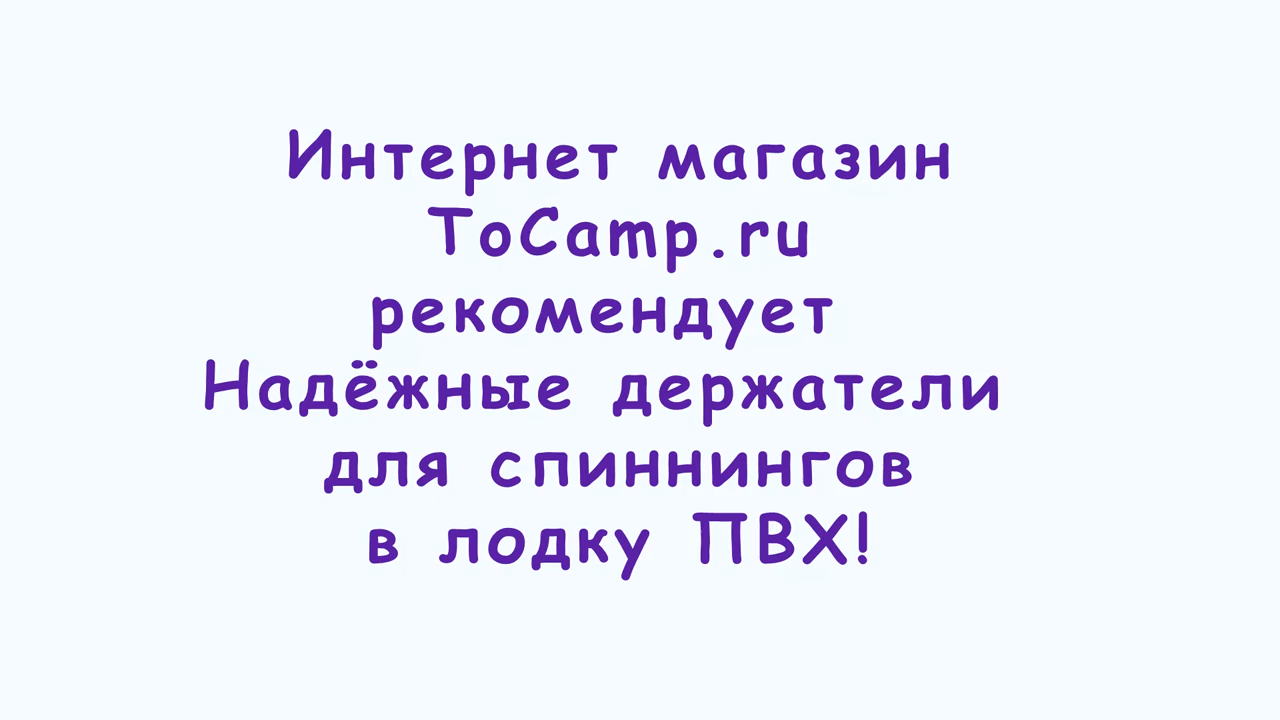 Интернет магазин
ToCamp.ru
рекомендует
Надёжные держатели
для спиннингов
в лодку ПВХ!